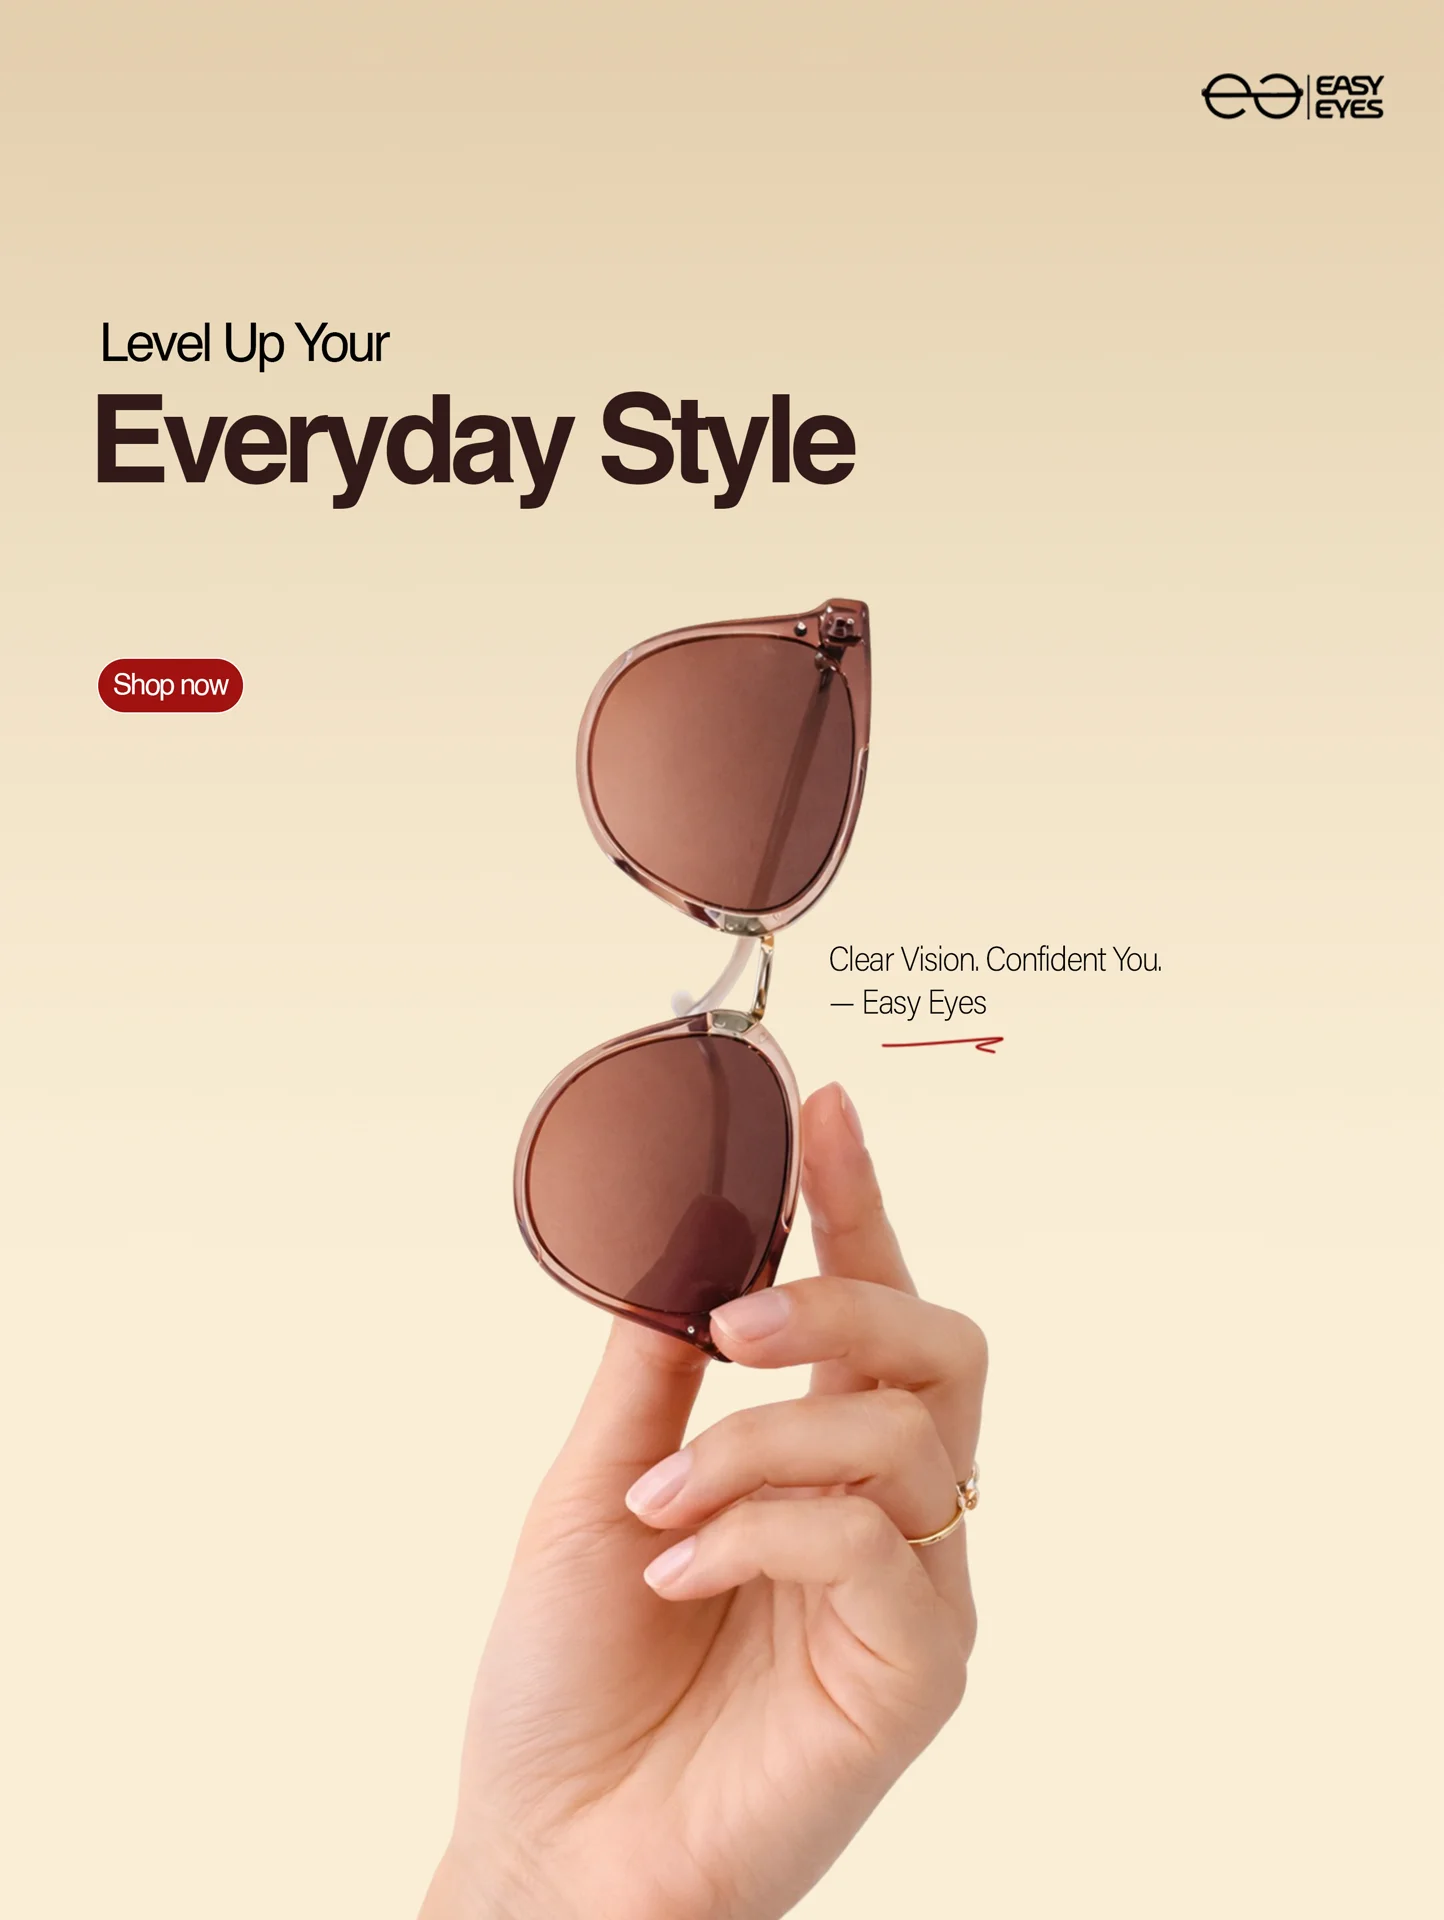 EASY
EYES
Level Up Your
Everyday Style
Shop now
Clear Vision. Confident You.
— Easy Eyes